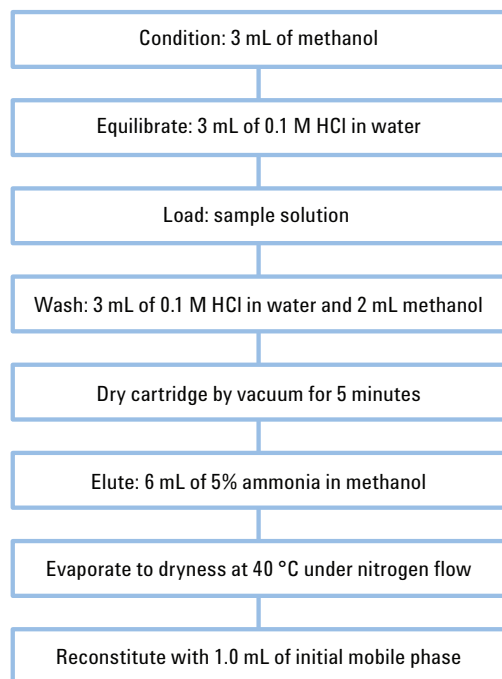 Condition: 3 mL of methanol
Equilibrate: 3 mL of 0.1 M HCl in water
Load: sample solution
Wash: 3 mL of 0.1 M HCl in water and 2 mL methanol
Dry cartridge by vacuum for 5 minutes
Elute: 6 mL of 5% ammonia in methanol
Evaporate to dryness at 40 °C under nitrogen flow
Reconstitute with 1.0 mL of initial mobile phase